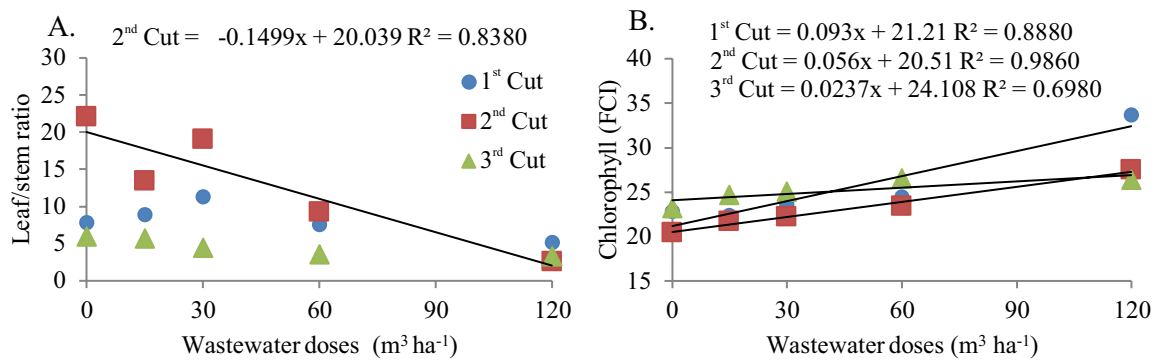 A.
2nd Cut = -0.1499x + 20.039 R² = 0.8380
1st Cut
2nd Cut
3rd Cut
Leaf/stem ratio
30
25
20
15
10
5
0
0 30 60 90 120
Wastewater doses (m³ ha⁻¹)
B.
1st Cut = 0.093x + 21.21 R² = 0.8880
2nd Cut = 0.056x + 20.51 R² = 0.9860
3rd Cut = 0.0237x + 24.108 R² = 0.6980
Chlorophyll (FCI)
40
35
30
25
20
15
0 30 60 90 120
Wastewater doses (m³ ha⁻¹)